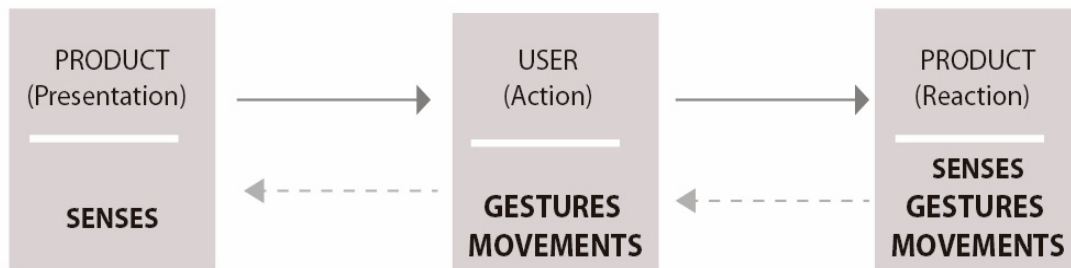 PRODUCT
(Presentation)
SENSES
USER
(Action)
GESTURES
MOVEMENTS
PRODUCT
(Reaction)
SENSES
GESTURES
MOVEMENTS